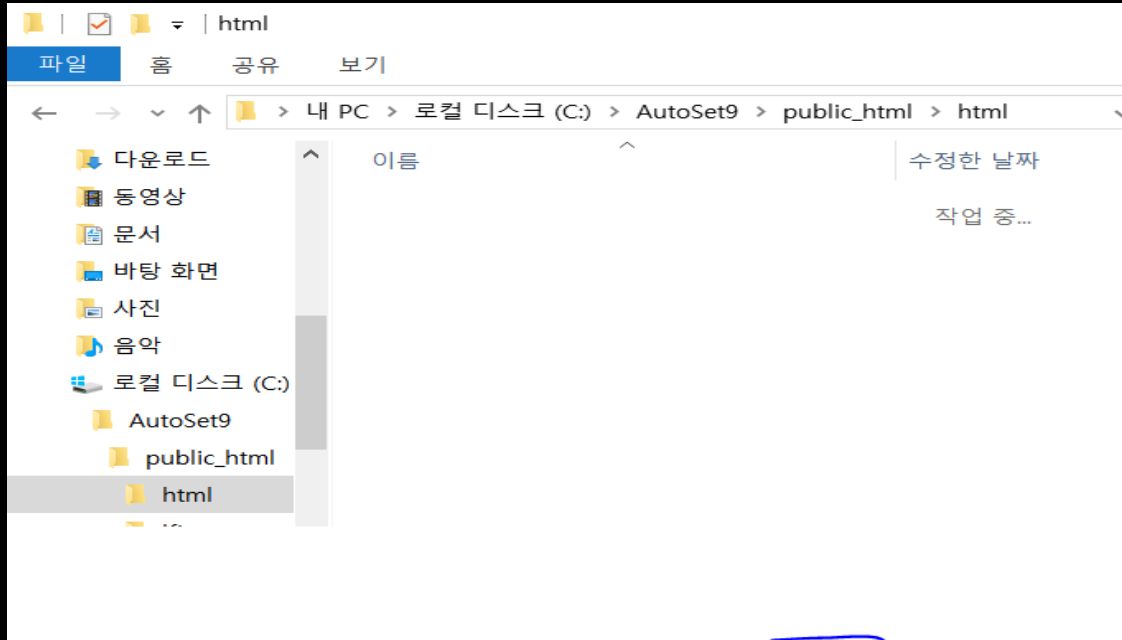 html
파일 홈 공유 보기
내 PC > 로컬 디스크 (C:) > AutoSet9 > public_html > html
다운로드
이름
수정한 날짜
동영상
작업 중...
문서
바탕 화면
사진
음악
로컬 디스크 (C:)
AutoSet9
public_html
html